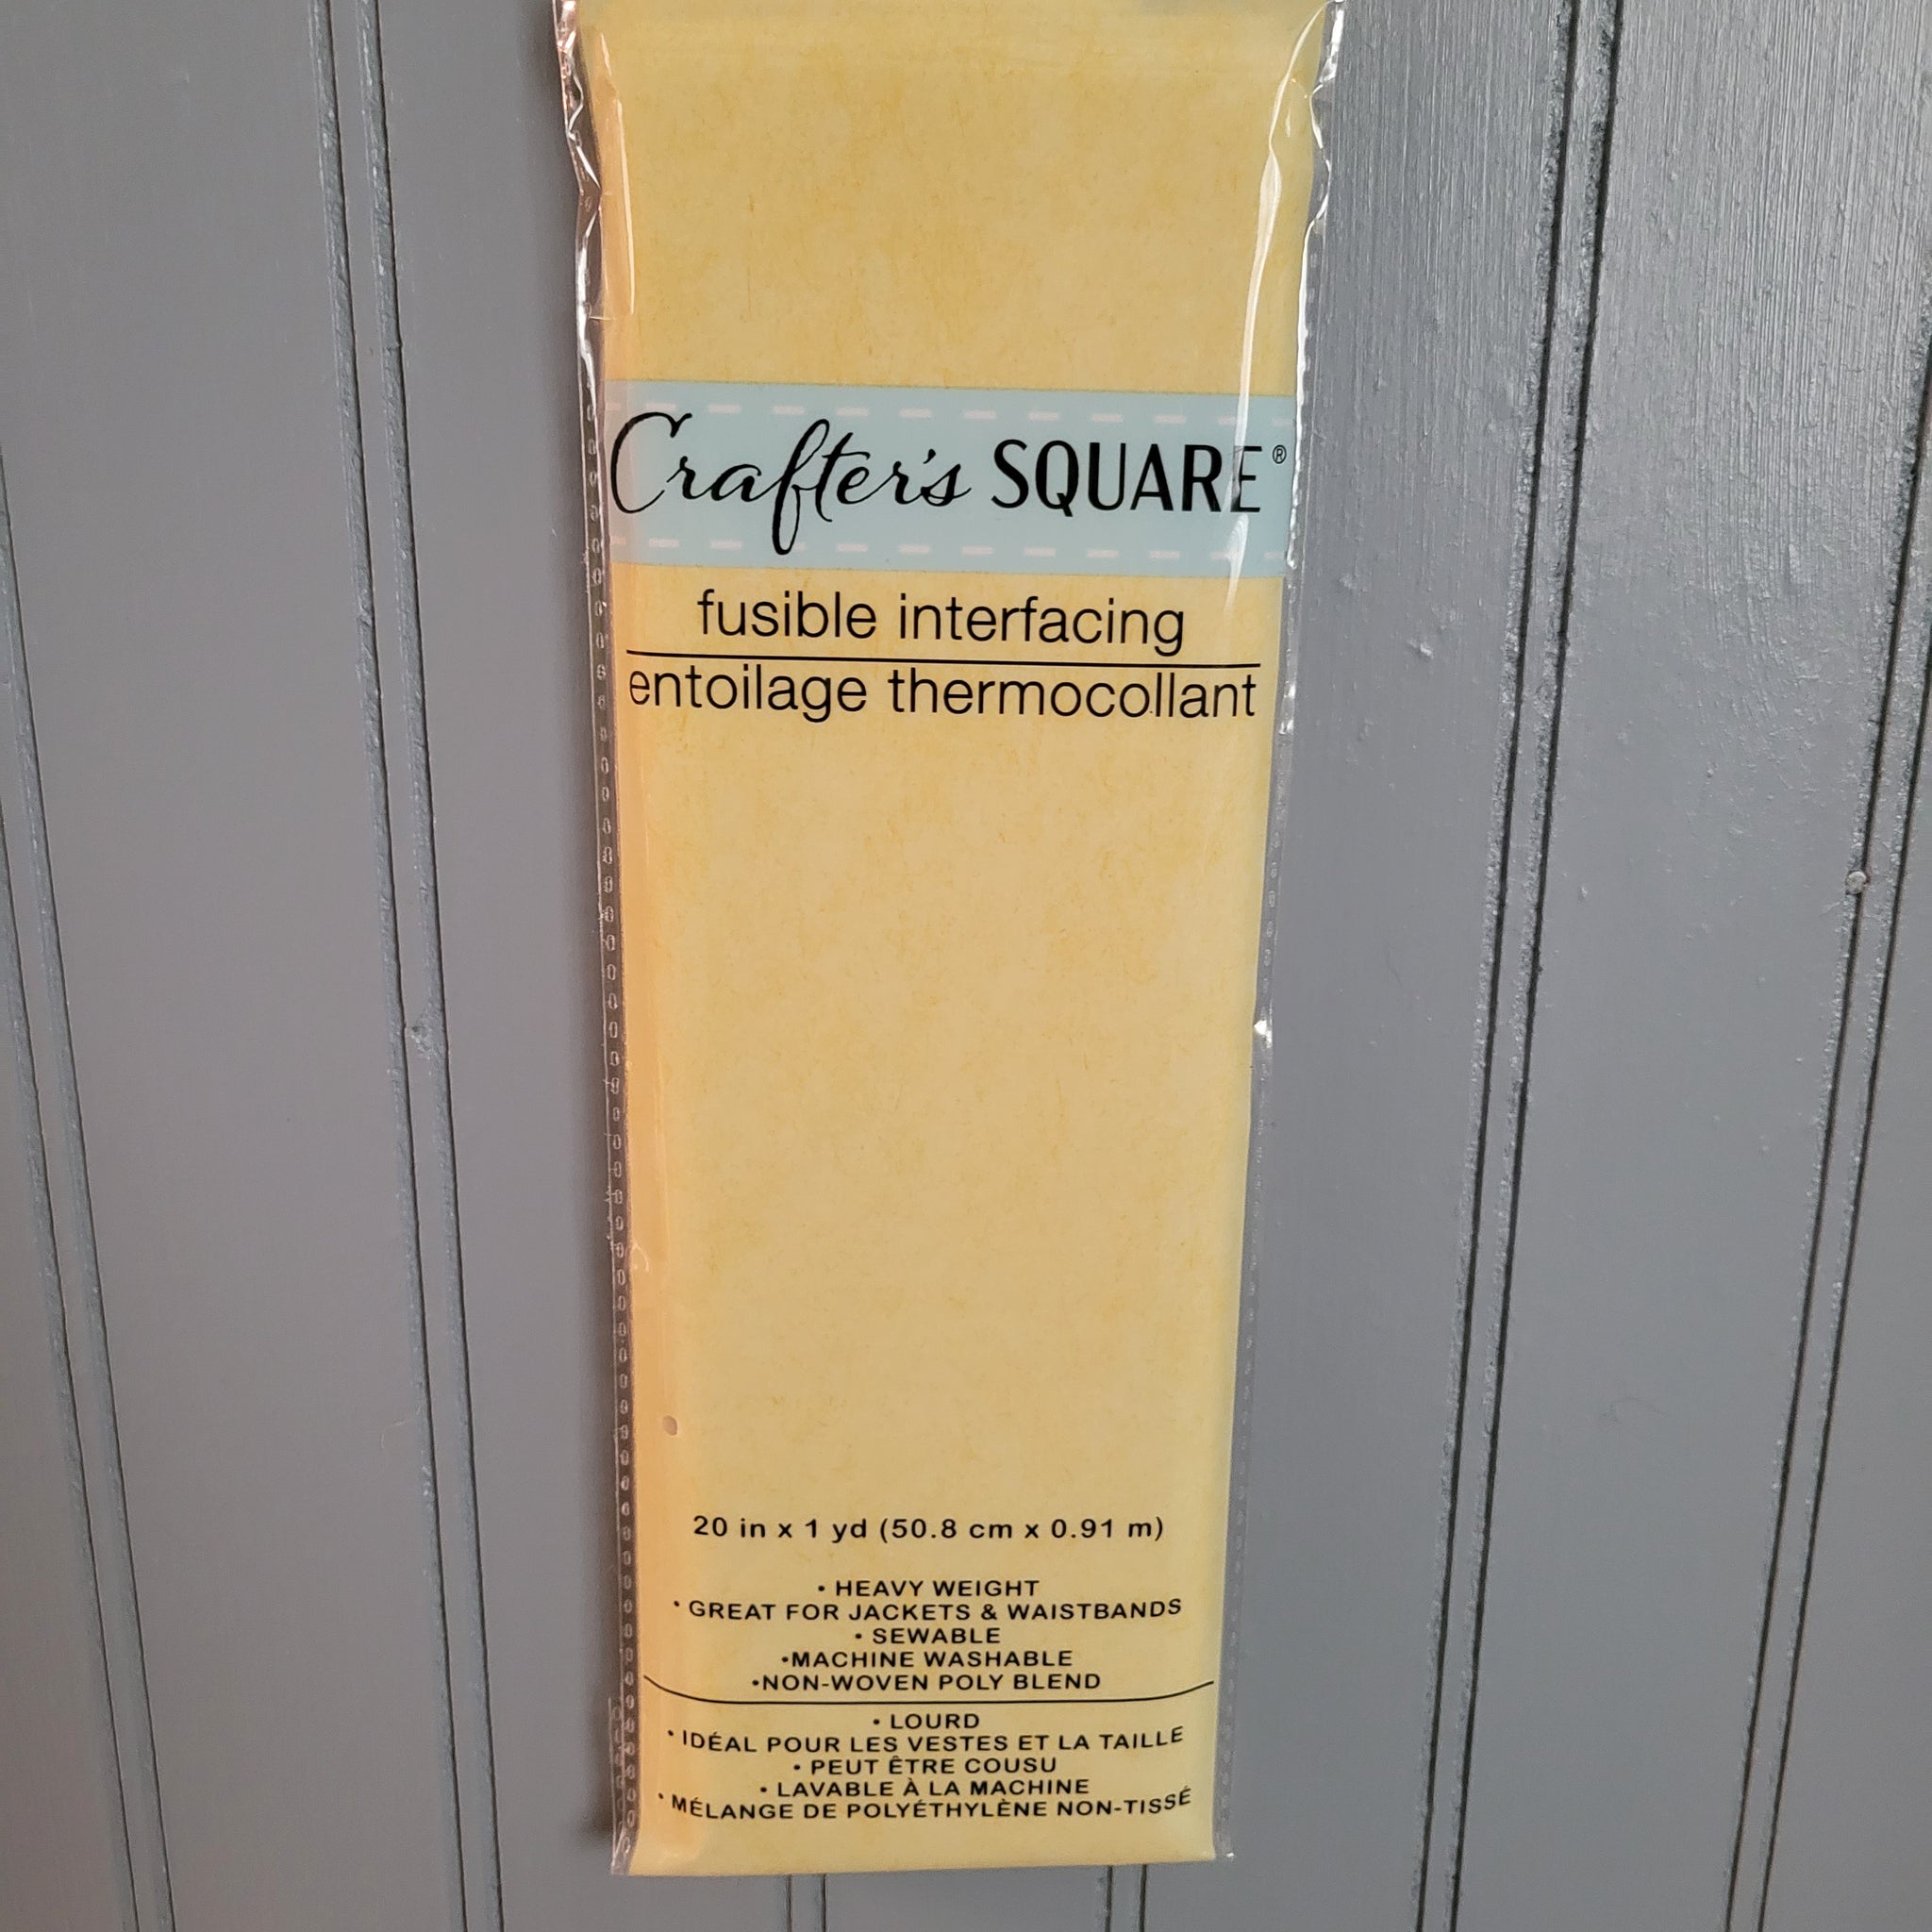 Crafter's SQUARE®
fusible interfacing
entoilage thermocollant
20 in x 1 yd (50.8 cm x 0.91 m)
• HEAVY WEIGHT
• GREAT FOR JACKETS & WAISTBANDS
• SEWABLE
•MACHINE WASHABLE
•NON-WOVEN POLY BLEND
• LOURD
• IDÉAL POUR LES VESTES ET LA TAILLE
• PEUT ÊTRE COUSU
• LAVABLE À LA MACHINE
• MÉLANGE DE POLYÉTHYLÈNE NON-TISSÉ